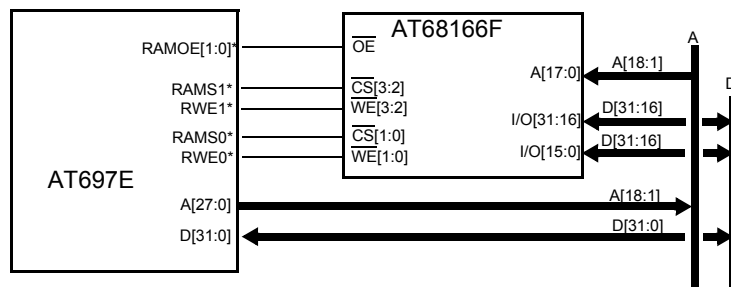 AT68166F
A
RAMOE[1:0]*
OE
A[17:0]
A[18:1]
D
RAMS1*
CS[3:2]
RWE1*
WE[3:2]
I/O[31:16]
D[31:16]
RAMS0*
CS[1:0]
RWE0*
WE[1:0]
I/O[15:0]
D[31:16]
AT697E
A[27:0]
A[18:1]
D[31:0]
D[31:0]